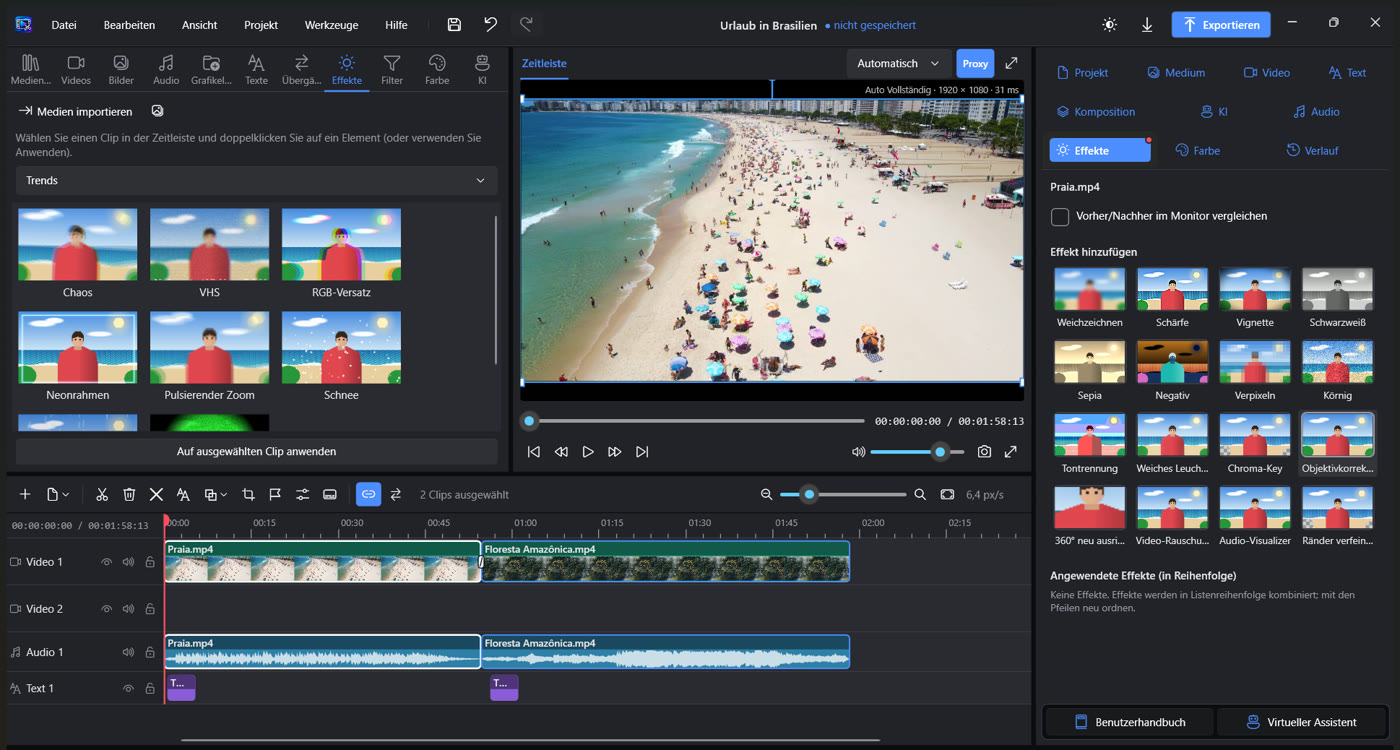 Datei Bearbeiten Ansicht Projekt Werkzeuge Hilfe
Urlaub in Brasilien • nicht gespeichert
Exportieren
Medien... Videos Bilder Audio Grafikel... Texte Übergä... Effekte Filter Farbe KI
Medien importieren
Wählen Sie einen Clip in der Zeitleiste und doppelklicken Sie auf ein Element (oder verwenden Sie
Anwenden).
Trends
Chaos VHS RGB-Versatz
Neonrahmen Pulsierender Zoom Schnee
Auf ausgewählten Clip anwenden
Zeitleiste
Automatisch
Proxy
Auto Vollständig · 1920 × 1080 · 31 ms
00:00:00:00 / 00:01:58:13
Projekt Medium Video Text
Komposition KI Audio
Effekte Farbe Verlauf
Praia.mp4
Vorher/Nachher im Monitor vergleichen
Effekt hinzufügen
Weichzeichnen Schärfe Vignette Schwarzweiß
Sepia Negativ Verpixeln Körnig
Tontrennung Weiches Leuch... Chroma-Key Objektivkorrek...
360° neu ausri... Video-Rauschu... Audio-Visualizer Ränder verfein...
Angewendete Effekte (in Reihenfolge)
Keine Effekte. Effekte werden in Listenreihenfolge kombiniert; mit den
Pfeilen neu ordnen.
Benutzerhandbuch Virtueller Assistent
2 Clips ausgewählt
6,4 px/s
00:00:00:00 / 00:01:58:13
00:00 00:15 00:30 00:45 01:00 01:15 01:30 01:45 02:00 02:15
Video 1
Praia.mp4 Floresta Amazônica.mp4
Video 2
Audio 1
Praia.mp4 Floresta Amazônica.mp4
Text 1
T... T...